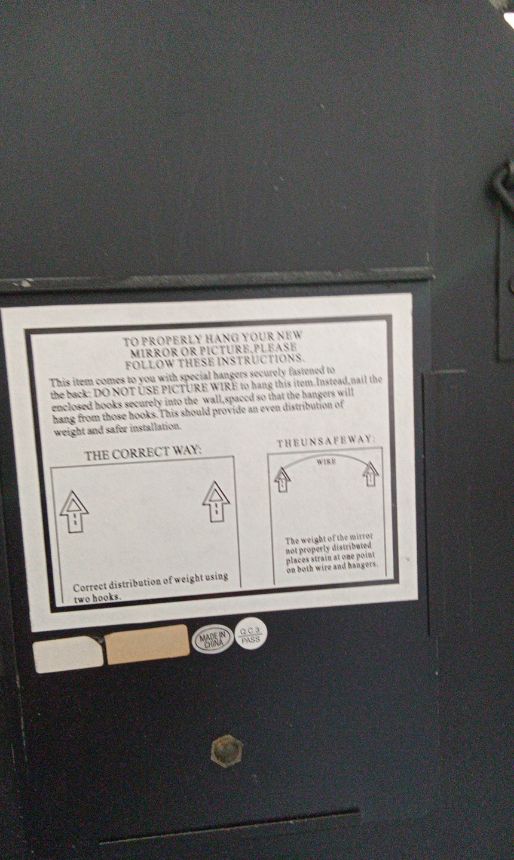 TO PROPERLY HANG YOUR NEW
MIRROR OR PICTURE,PLEASE
FOLLOW THESE INSTRUCTIONS.
This item comes to you with special hangers securely fastened to
the back: DO NOT USE PICTURE WIRE to hang this item.Instead,nail the
enclosed hooks securely into the wall,spaced so that the hangers will
hang from those hooks.This should provide an even distribution of
weight and safer installation.
THE CORRECT WAY:
Correct distribution of weight using
two hooks.
THEUNSAFEWAY:
WIRE
The weight of the mirror
not properly distributed
places strain at one point
on both wire and hangers.
MADE IN
CHINA
Q.C.3
PASS